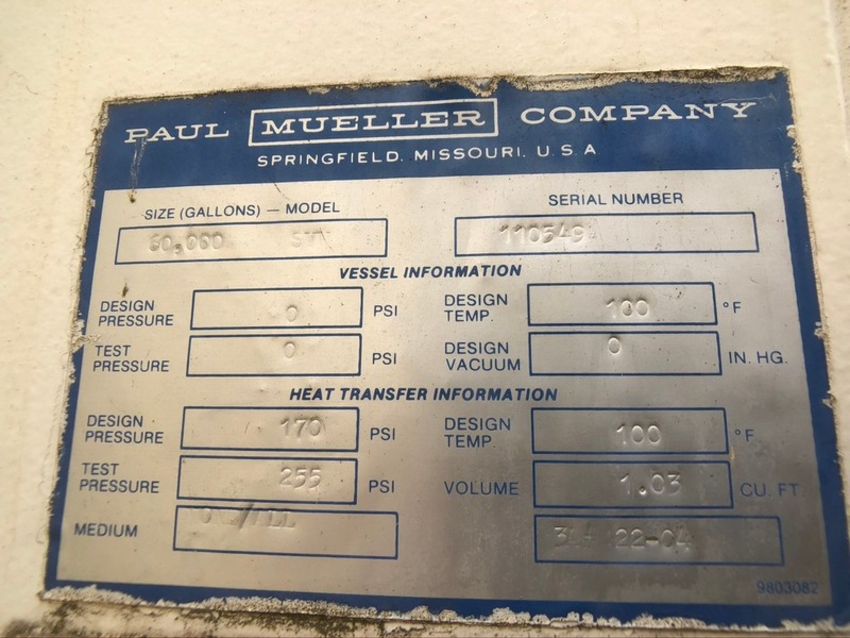 PAUL MUELLER COMPANY
SPRINGFIELD. MISSOURI. U.S.A
SIZE (GALLONS) — MODEL
SERIAL NUMBER
60,000
110549
VESSEL INFORMATION
DESIGN PRESSURE 0 PSI DESIGN TEMP. 100 °F
TEST PRESSURE 0 PSI DESIGN VACUUM 0 IN. HG.
HEAT TRANSFER INFORMATION
DESIGN PRESSURE 170 PSI DESIGN TEMP. 100 °F
TEST PRESSURE 255 PSI VOLUME 1.03 CU. FT.
MEDIUM
22-04
9803082